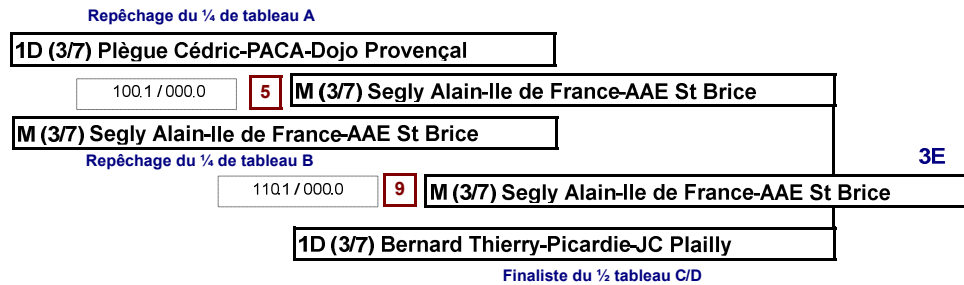 Repêchage du ¼ de tableau A
1D (3/7) Plègue Cédric-PACA-Dojo Provençal
100.1 / 000.0 5 M (3/7) Segly Alain-Ile de France-AAE St Brice
M (3/7) Segly Alain-Ile de France-AAE St Brice
Repêchage du ¼ de tableau B
3E
110.1 / 000.0 9 M (3/7) Segly Alain-Ile de France-AAE St Brice
1D (3/7) Bernard Thierry-Picardie-JC Plailly
Finaliste du ½ tableau C/D